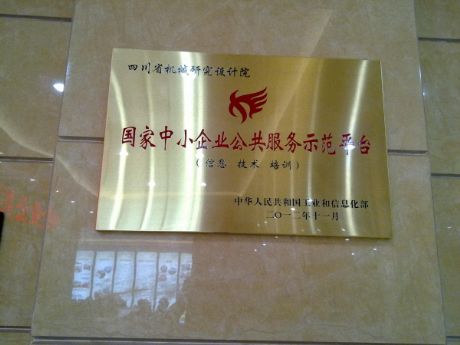 四川省机械研究设计院
国家中小企业公共服务示范平台
（信息 技术 培训）
中华人民共和国工业和信息化部
二〇一二年十一月